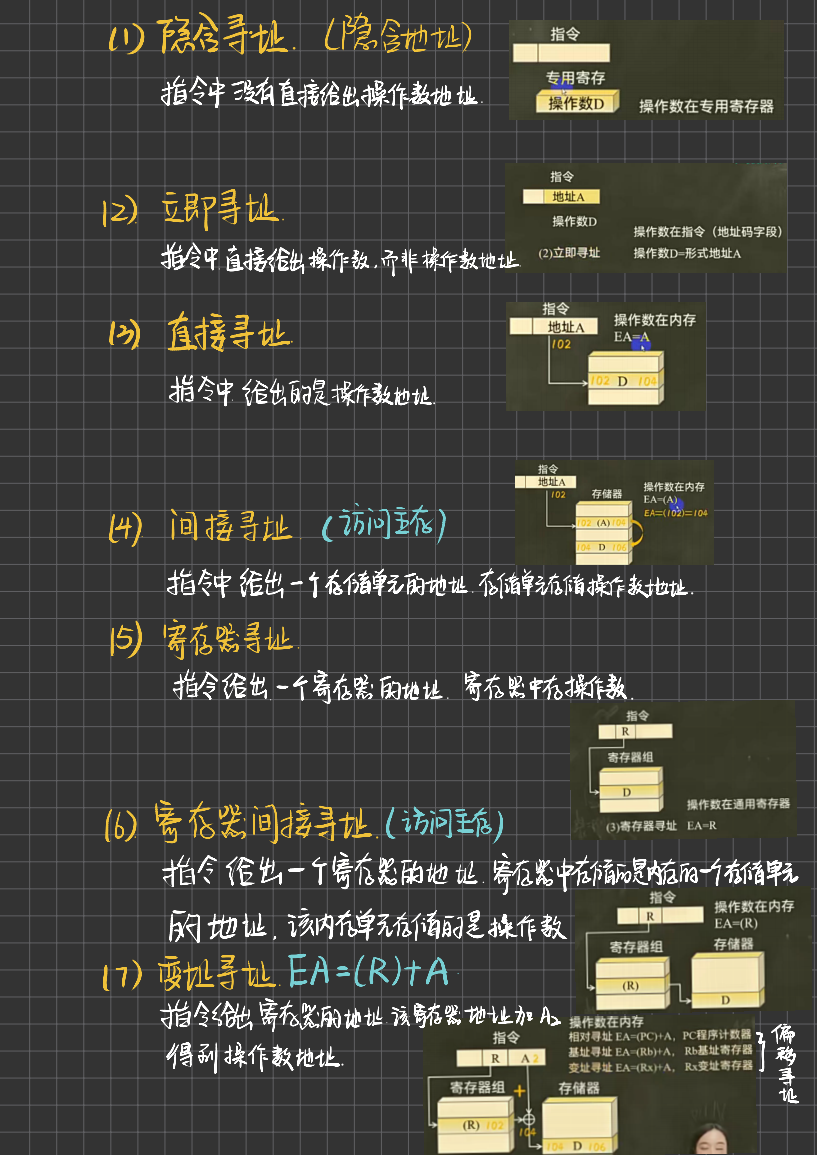 (1) 隐含寻址. (隐含地址)
指令中没有直接给出操作数地址.
指令
专用寄存
操作数D
操作数在专用寄存器
(2) 立即寻址.
指令中直接给出操作数,而非操作数地址.
指令
地址A
操作数D
操作数在指令（地址码字段）
(2)立即寻址
操作数D=形式地址A
(3) 直接寻址.
指令中给出的是操作数地址.
指令
地址A
102
操作数在内存
EA=A
102 D 104
(4) 间接寻址. (访问主存)
指令中给出一个存储单元的地址.存储单元存储操作数地址.
指令
地址A
102
存储器
102 (A) 104
104 D 106
操作数在内存
EA=(A)
EA=(102)=104
(5) 寄存器寻址.
指令给出一个寄存器的地址. 寄存器中存操作数.
指令
R
寄存器组
D
操作数在通用寄存器
(3)寄存器寻址 EA=R
(6) 寄存器间接寻址.(访问主存)
指令给出一个寄存器的地址.寄存器中存储的是内存的一个存储单元
的地址, 该内存单元存储的是操作数
指令
R
操作数在内存
EA=(R)
寄存器组
(R)
存储器
D
(7) 变址寻址. EA=(R)+A
指令给出寄存器的地址.该寄存器地址加A.
得到操作数地址.
操作数在内存
相对寻址 EA=(PC)+A, PC程序计数器
基址寻址 EA=(Rb)+A, Rb基址寄存器
变址寻址 EA=(Rx)+A, Rx变址寄存器
偏移寻址
指令
R A 2
寄存器组
(R) 102
+
104
存储器
104 D 106